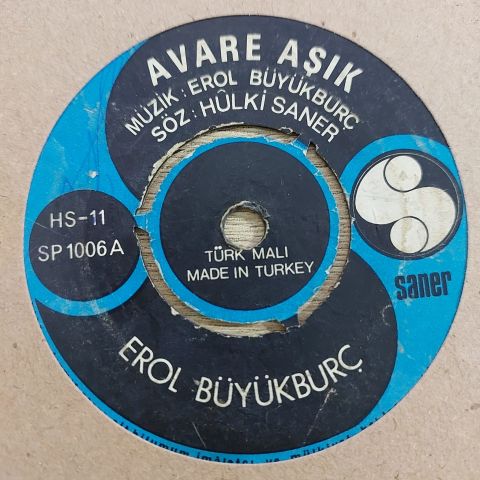 AVARE AŞIK
MÜZİK : EROL BÜYÜKBURÇ
SÖZ : HÛLKİ SANER
HS-11
SP 1006 A
TÜRK MALI
MADE IN TURKEY
saner
EROL BÜYÜKBURÇ